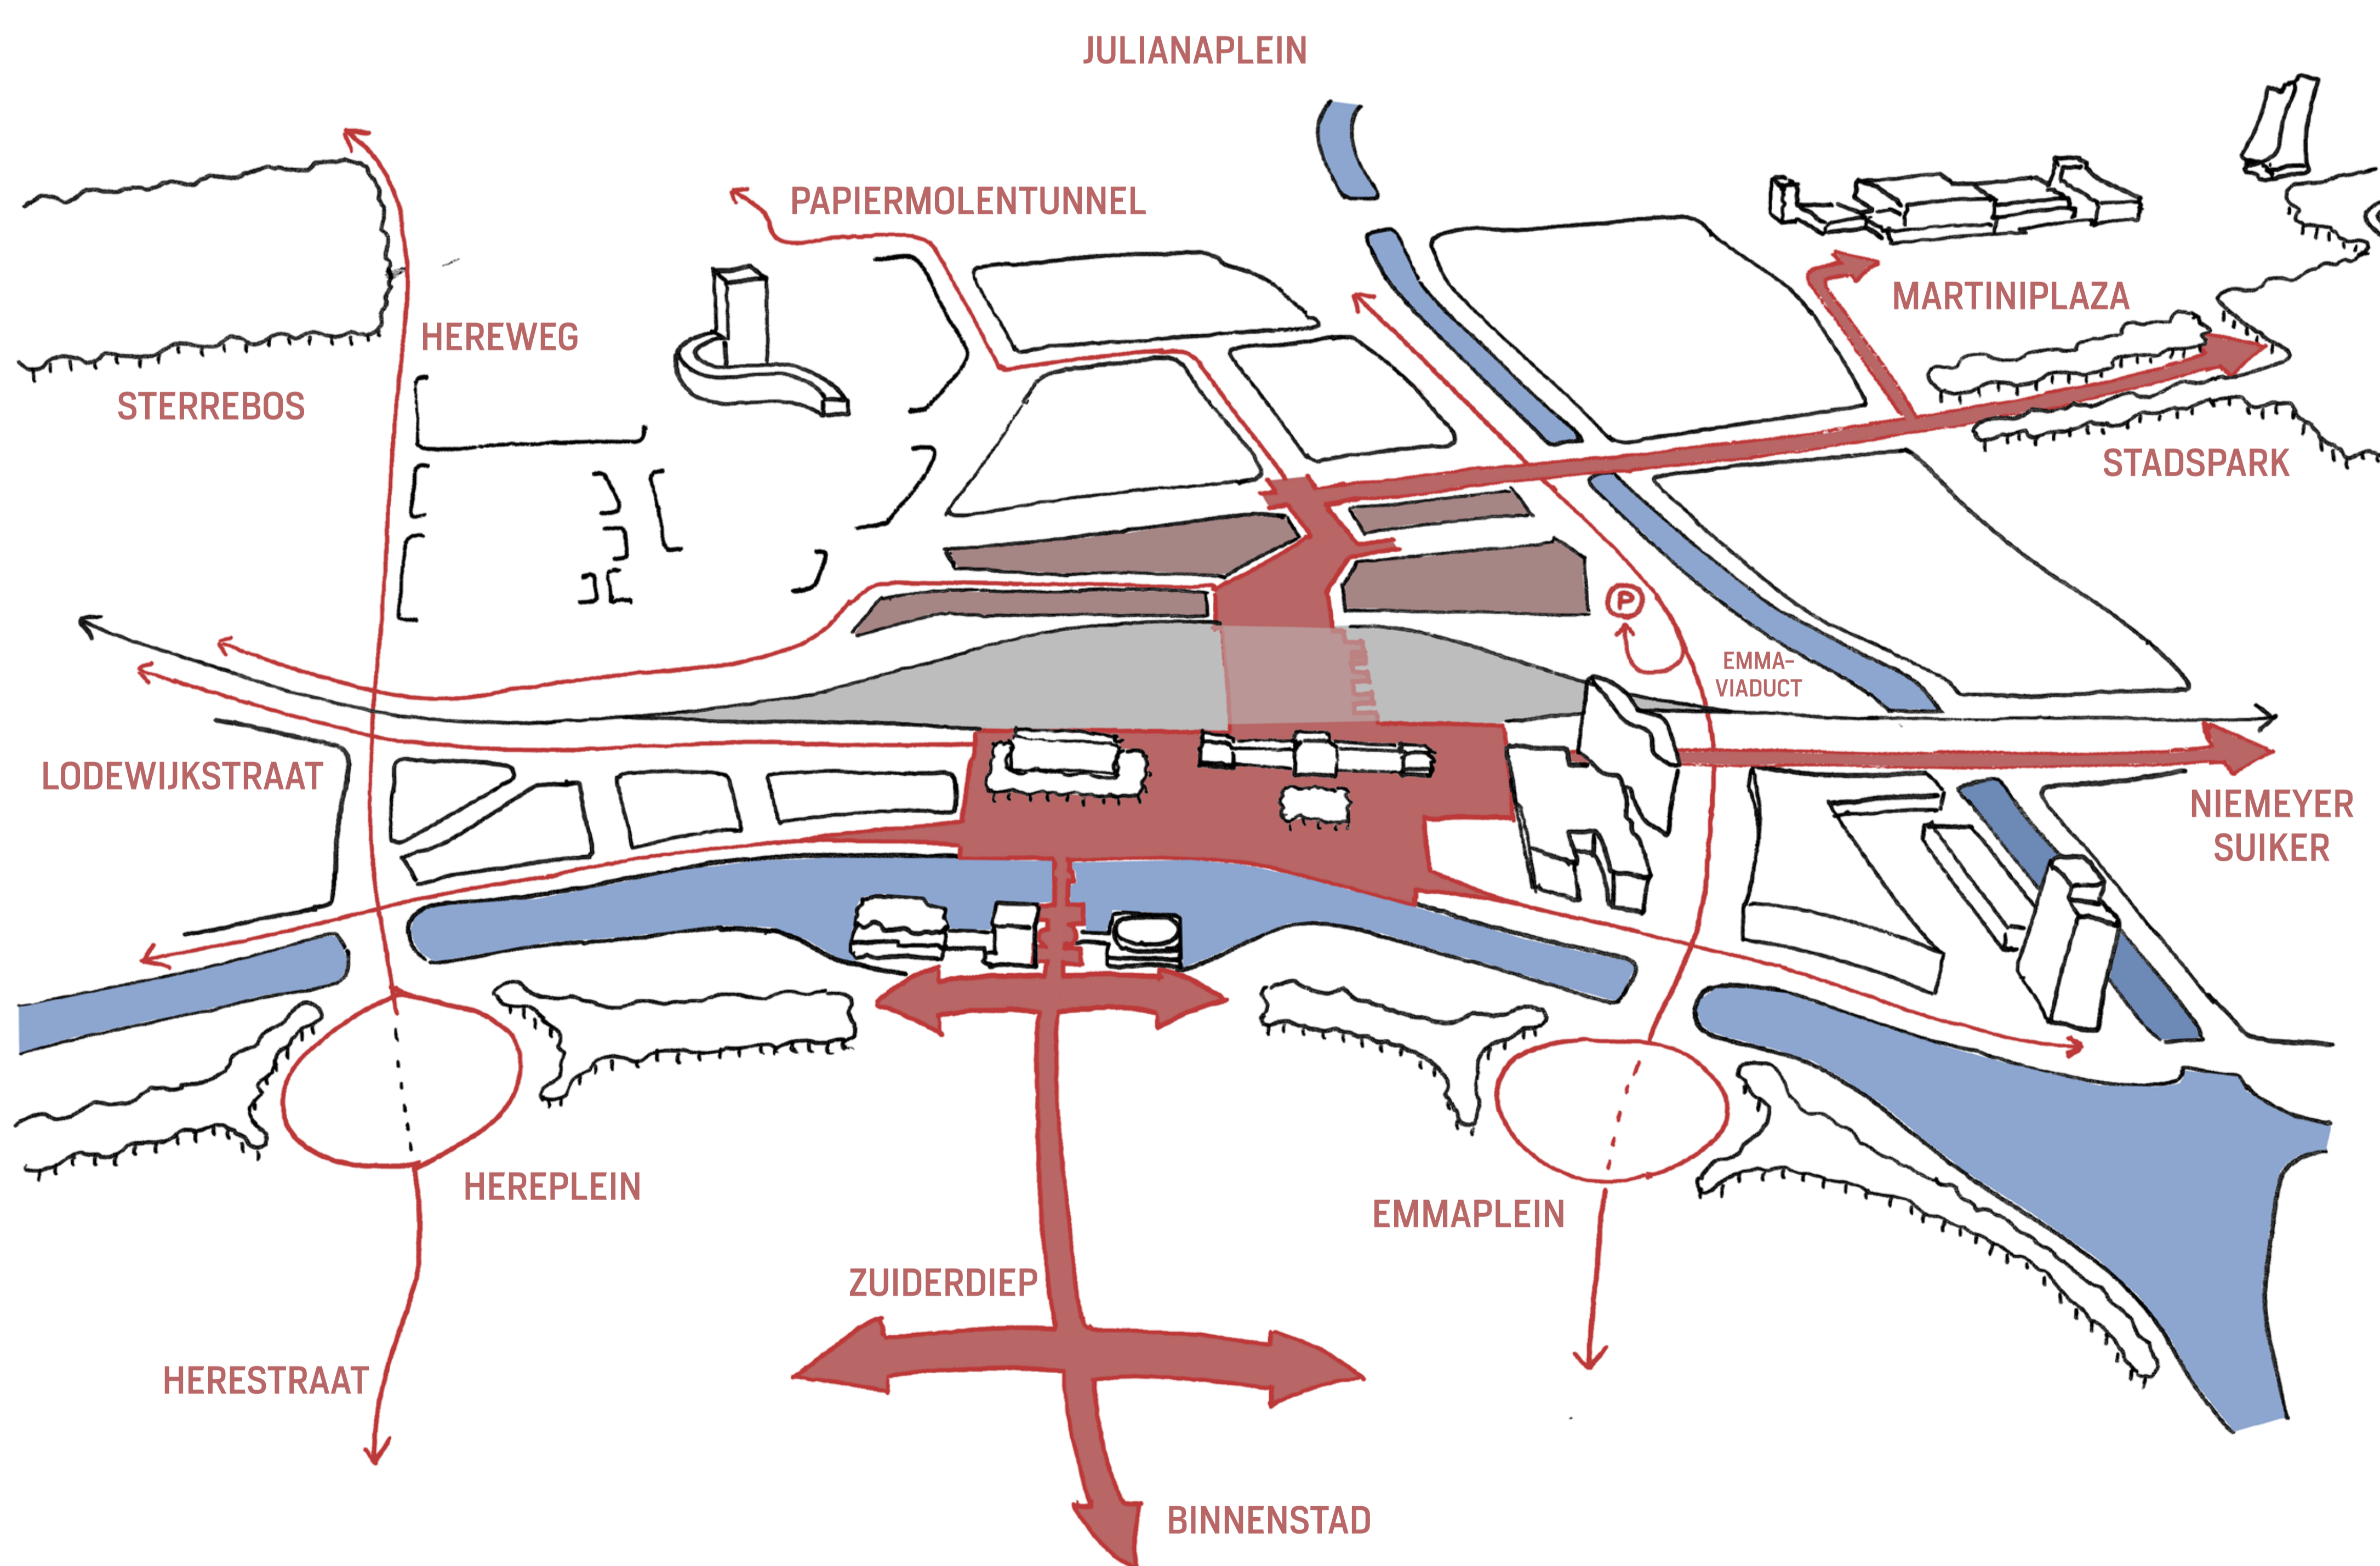 JULIANAPLEIN
PAPIERMOLENTUNNEL
MARTINIPLAZA
HEREWEG
STERREBOS
STADSPARK
P
EMMA-
VIADUCT
LODEWIJKSTRAAT
NIEMEYER
SUIKER
HEREPLEIN
EMMAPLEIN
ZUIDERDIEP
HERESTRAAT
BINNENSTAD